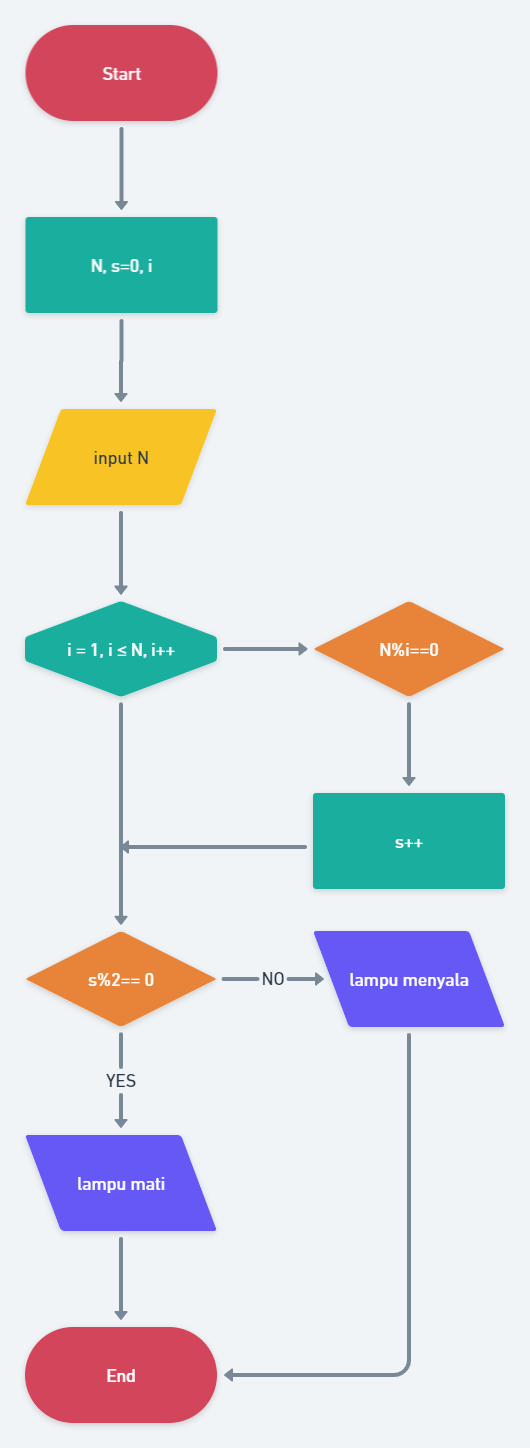 Start
N, s=0, i
input N
i = 1, i ≤ N, i++
N%i==0
s++
s%2== 0
NO
lampu menyala
YES
lampu mati
End